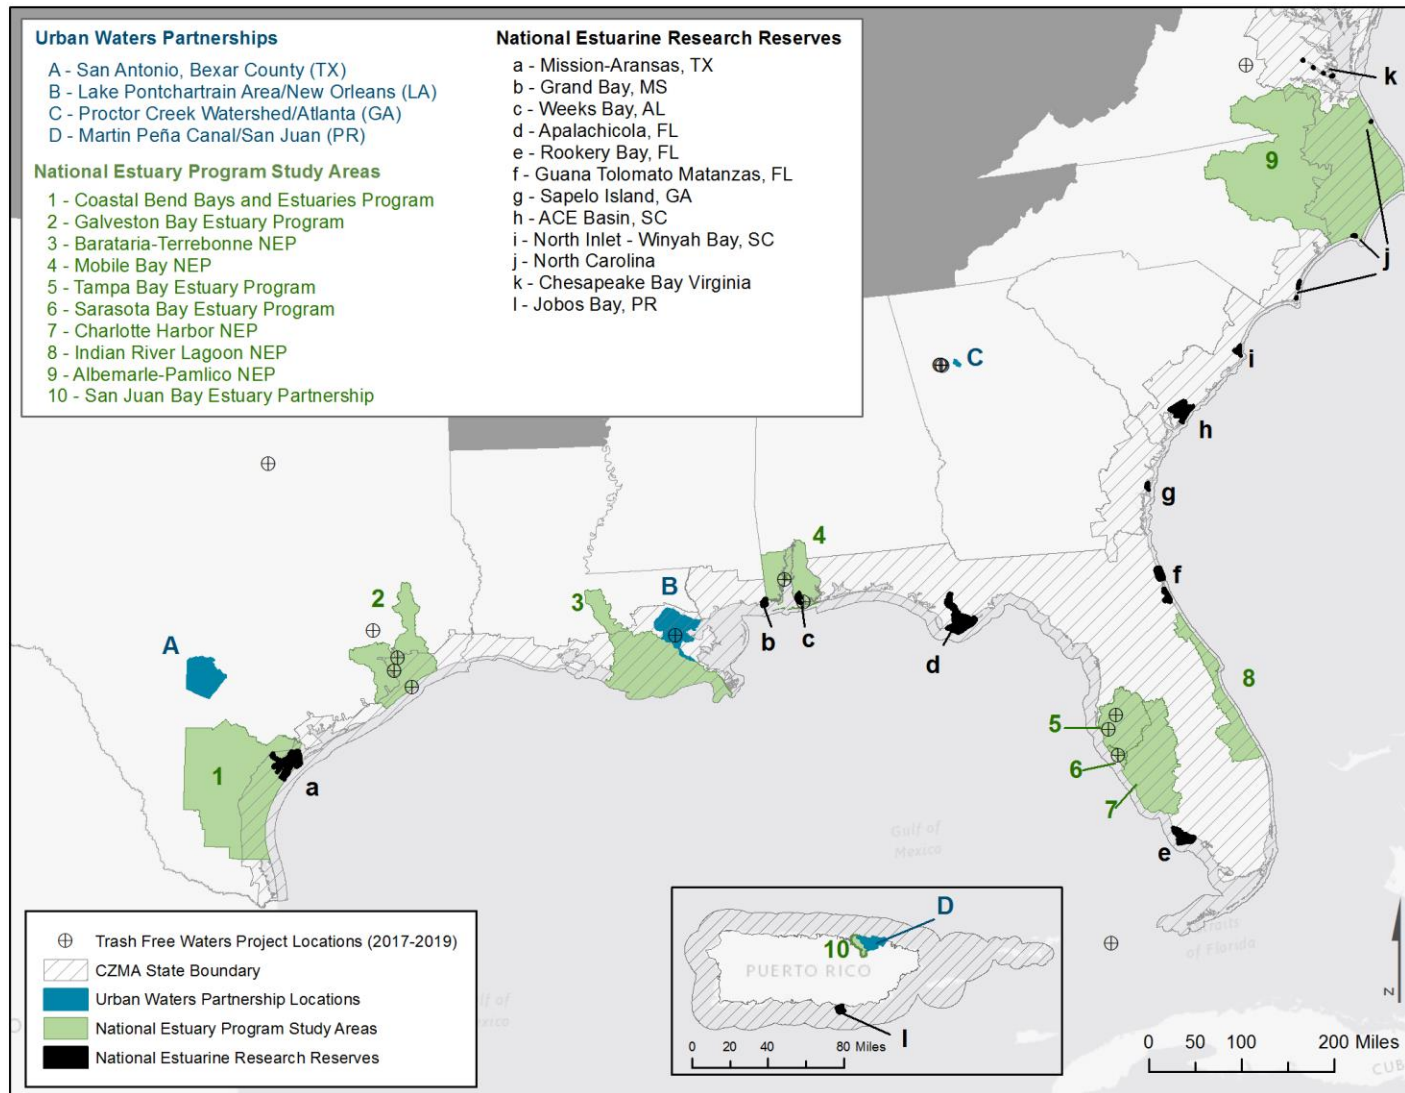 Urban Waters Partnerships
A - San Antonio, Bexar County (TX)
B - Lake Pontchartrain Area/New Orleans (LA)
C - Proctor Creek Watershed/Atlanta (GA)
D - Martin Peña Canal/San Juan (PR)
National Estuary Program Study Areas
1 - Coastal Bend Bays and Estuaries Program
2 - Galveston Bay Estuary Program
3 - Barataria-Terrebonne NEP
4 - Mobile Bay NEP
5 - Tampa Bay Estuary Program
6 - Sarasota Bay Estuary Program
7 - Charlotte Harbor NEP
8 - Indian River Lagoon NEP
9 - Albemarle-Pamlico NEP
10 - San Juan Bay Estuary Partnership
National Estuarine Research Reserves
a - Mission-Aransas, TX
b - Grand Bay, MS
c - Weeks Bay, AL
d - Apalachicola, FL
e - Rookery Bay, FL
f - Guana Tolomato Matanzas, FL
g - Sapelo Island, GA
h - ACE Basin, SC
i - North Inlet - Winyah Bay, SC
j - North Carolina
k - Chesapeake Bay Virginia
l - Jobos Bay, PR
k
9
j
C
i
h
g
4
f
2
3
B
A
b
c
d
8
5
1
a
6
7
Gulf of
Mexico
e
D
10
PUERTO RICO
l
0 40 80 Miles
of Florida
N
0 50 100 200 Miles
CUB
Trash Free Waters Project Locations (2017-2019)
CZMA State Boundary
Urban Waters Partnership Locations
National Estuary Program Study Areas
National Estuarine Research Reserves